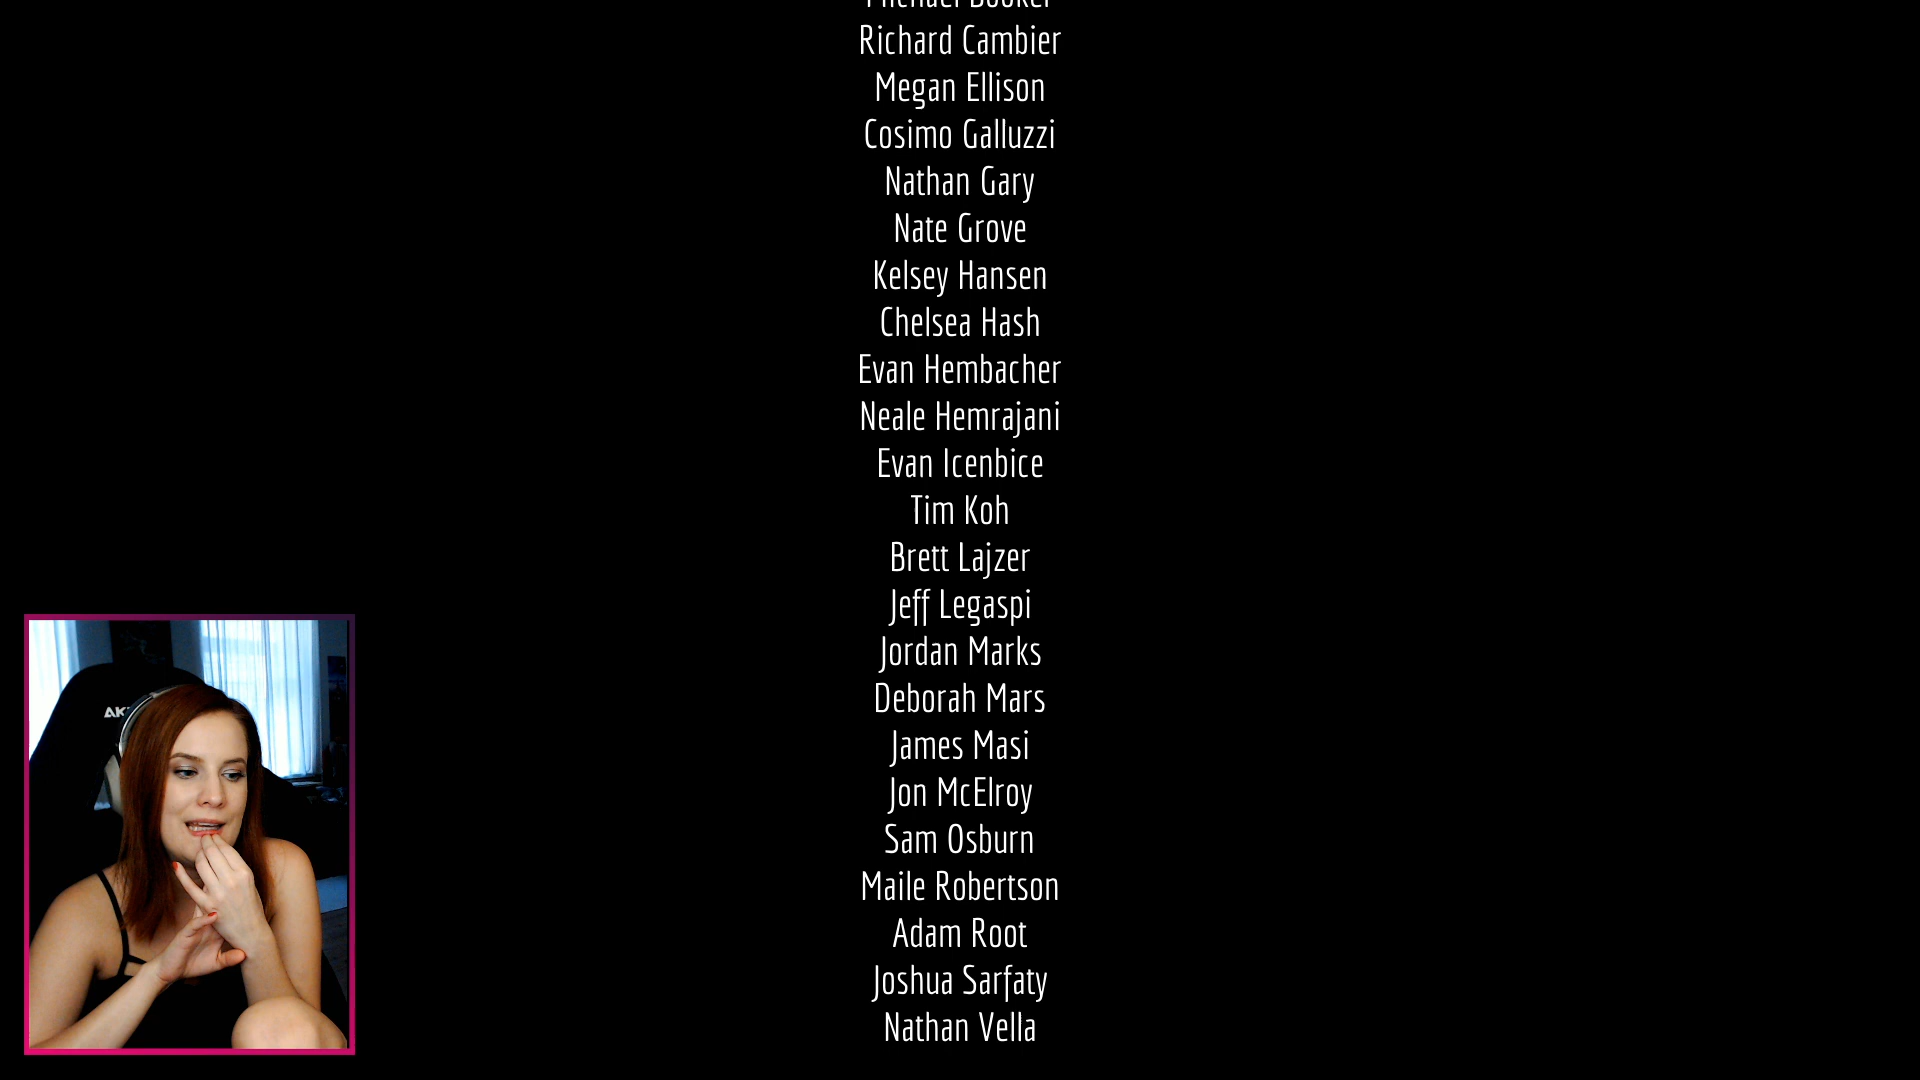 Richard Cambier
Megan Ellison
Cosimo Galluzzi
Nathan Gary
Nate Grove
Kelsey Hansen
Chelsea Hash
Evan Hembacher
Neale Hemrajani
Evan Icenbice
Tim Koh
Brett Lajzer
Jeff Legaspi
Jordan Marks
Deborah Mars
James Masi
Jon McElroy
Sam Osburn
Maile Robertson
Adam Root
Joshua Sarfaty
Nathan Vella
AK